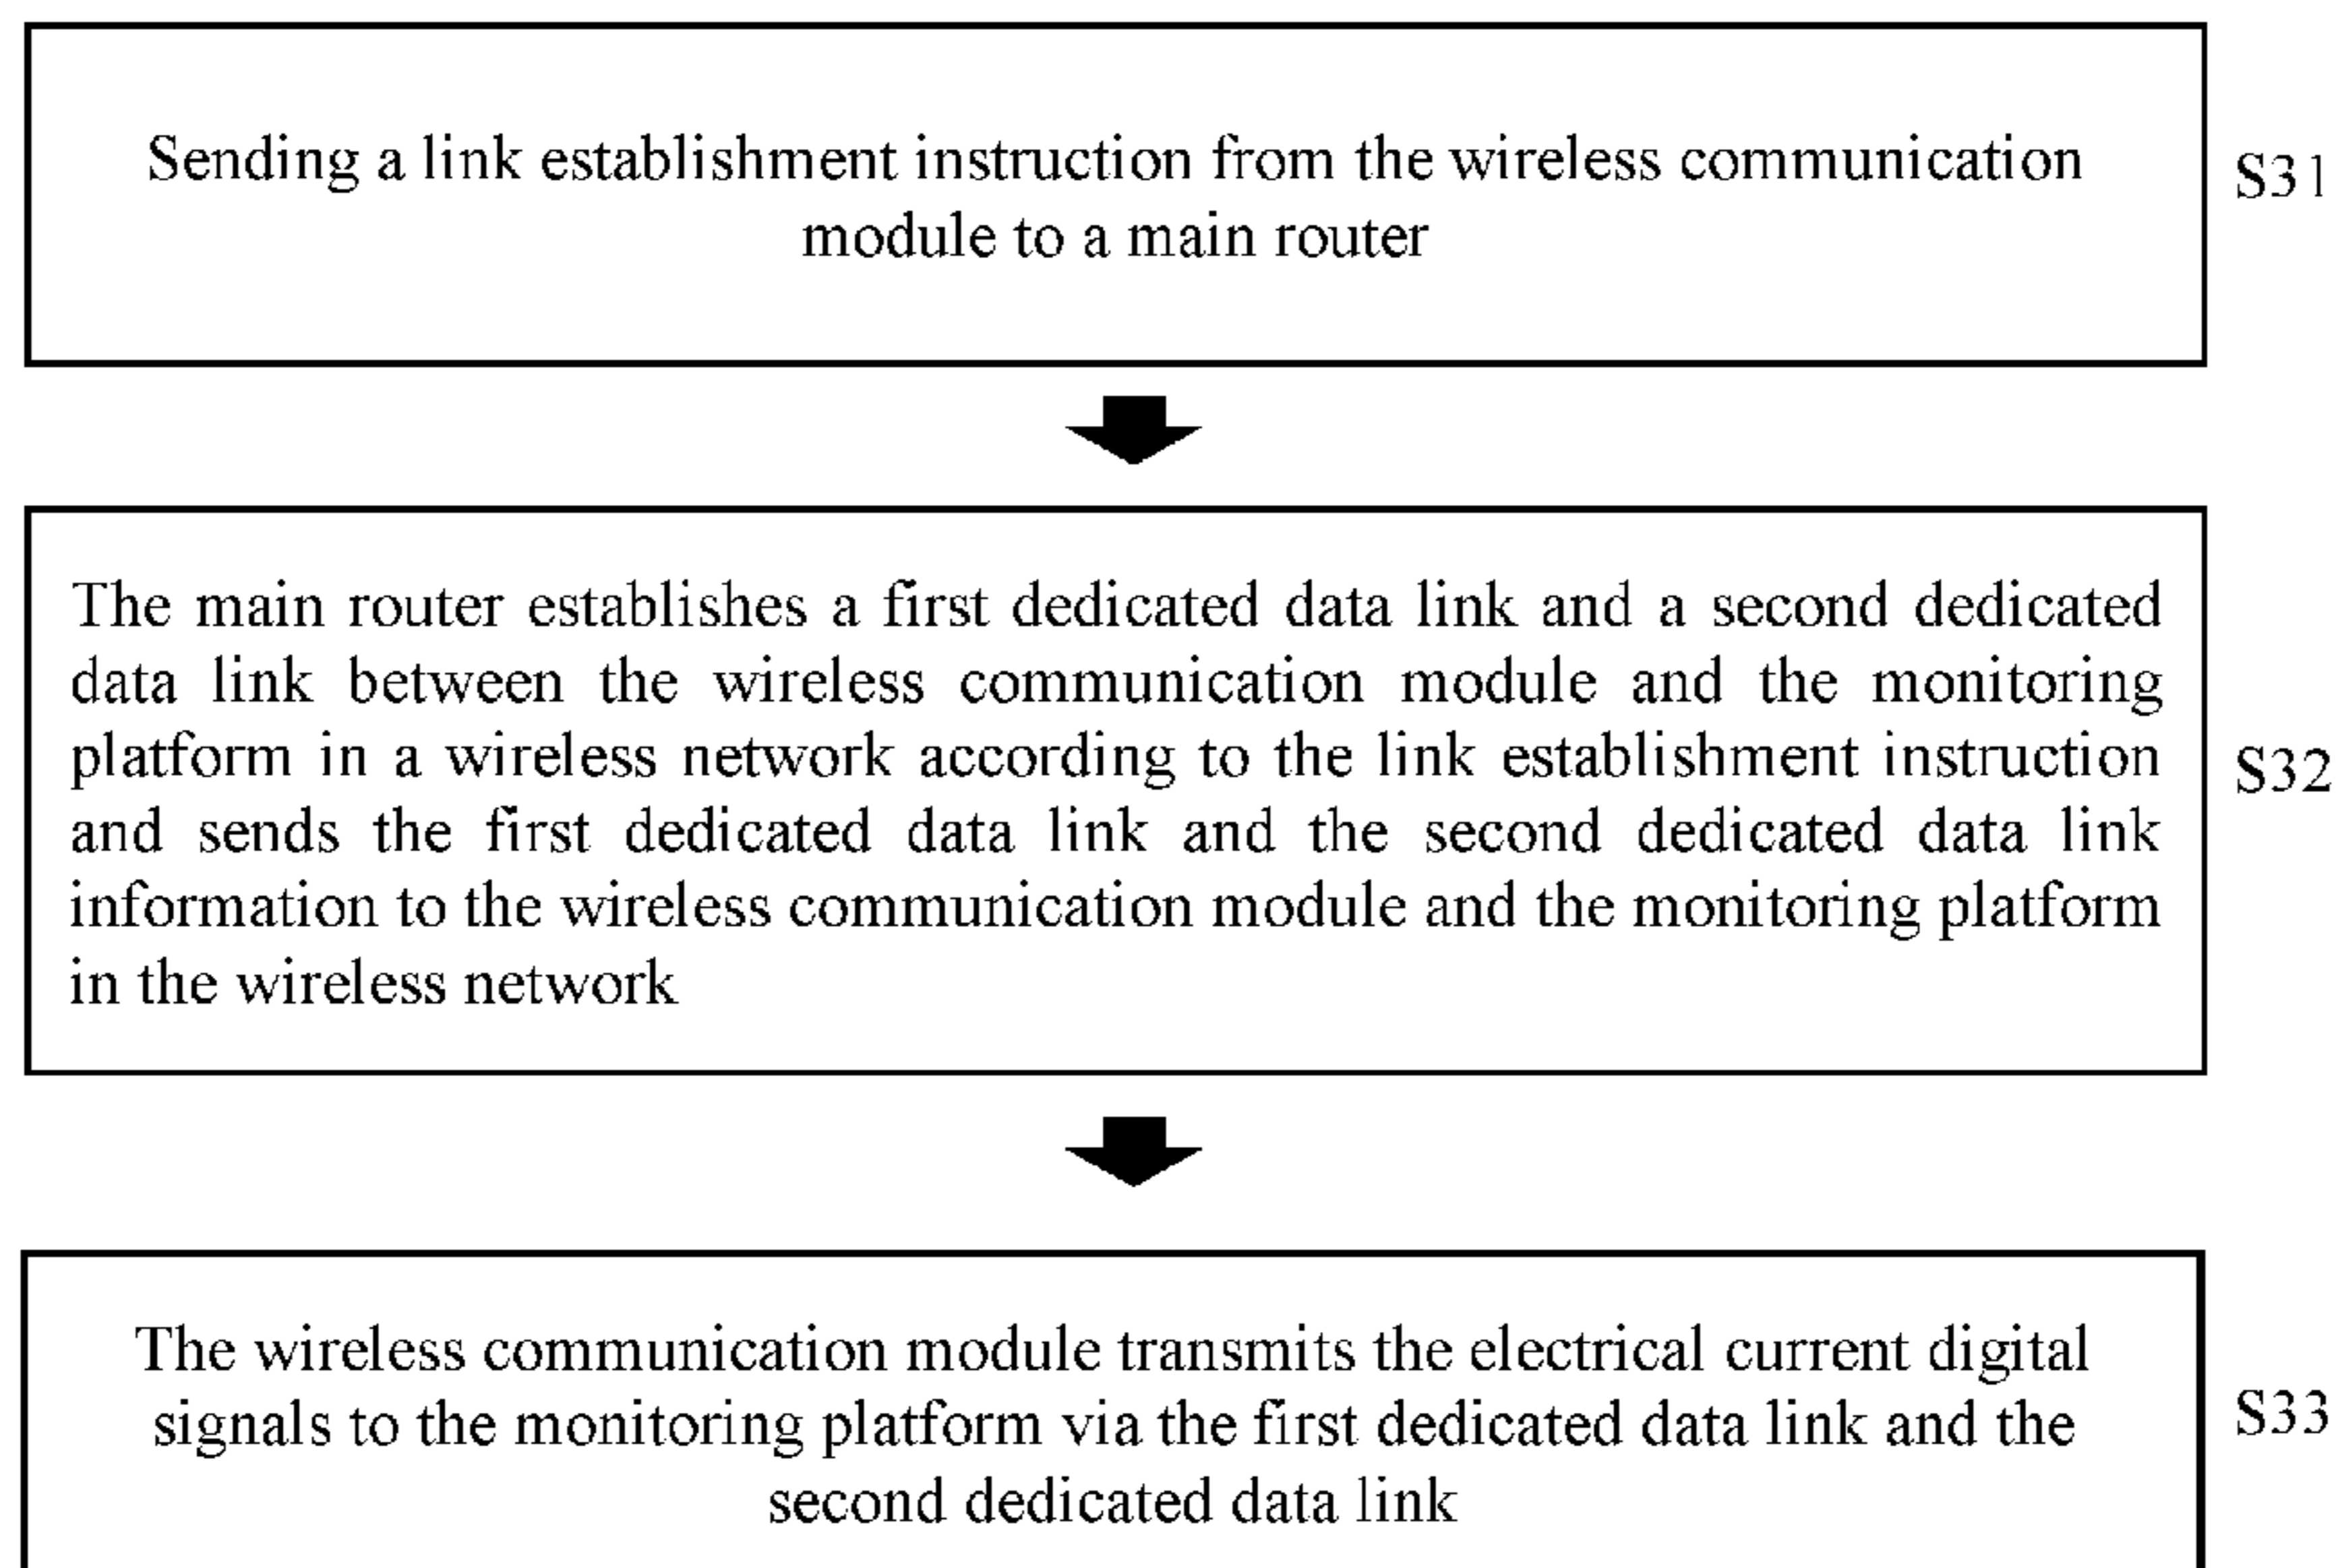 Sending a link establishment instruction from the wireless communication
module to a main router
S31
The main router establishes a first dedicated data link and a second dedicated
data link between the wireless communication module and the monitoring
platform in a wireless network according to the link establishment instruction
and sends the first dedicated data link and the second dedicated data link
information to the wireless communication module and the monitoring platform
in the wireless network
S32
The wireless communication module transmits the electrical current digital
signals to the monitoring platform via the first dedicated data link and the
second dedicated data link
S33